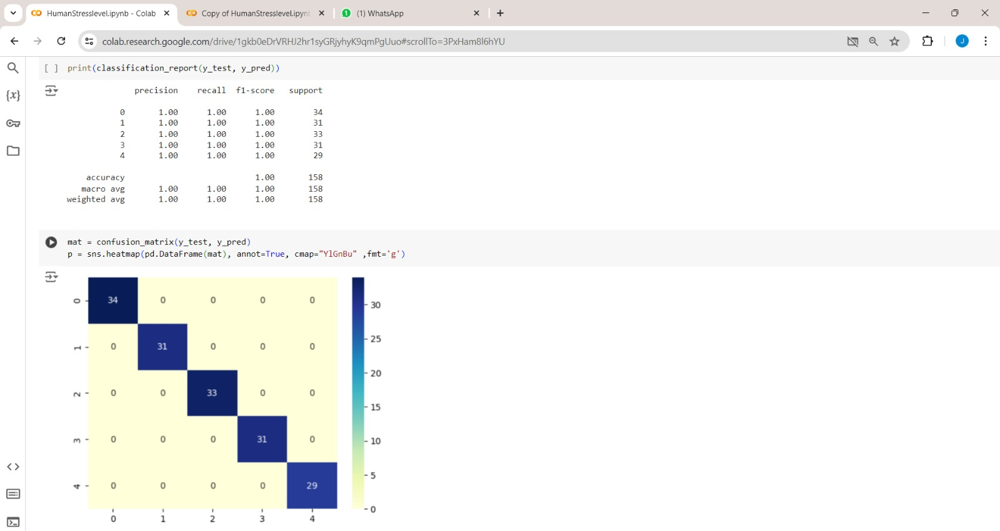 HumanStresslevel.ipynb - Colab
Copy of HumanStresslevel.ipyn
1 (1) WhatsApp
colab.research.google.com/drive/1gkb0eDrVRHJ2hr1syGRjyhyK9qmPgUuo#scrollTo=3PxHam8l6hYU
J
[ ] print(classification_report(y_test, y_pred))
{x}
precision recall f1-score support
0 1.00 1.00 1.00 34
1 1.00 1.00 1.00 31
2 1.00 1.00 1.00 33
3 1.00 1.00 1.00 31
4 1.00 1.00 1.00 29
accuracy 1.00 158
macro avg 1.00 1.00 1.00 158
weighted avg 1.00 1.00 1.00 158
mat = confusion_matrix(y_test, y_pred)
p = sns.heatmap(pd.DataFrame(mat), annot=True, cmap="YlGnBu" ,fmt='g')
0 34 0 0 0 0
1 0 31 0 0 0
2 0 0 33 0 0
3 0 0 0 31 0
4 0 0 0 0 29
0 1 2 3 4
30
25
20
15
10
5
0